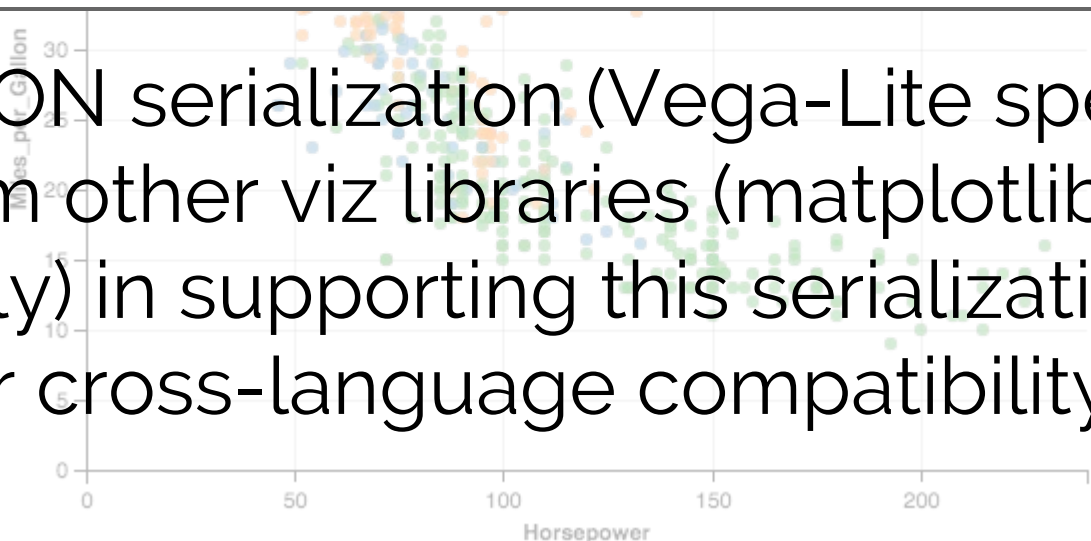 ON serialization (Vega-Lite spe
m other viz libraries (matplotlib
ly) in supporting this serializati
r cross-language compatibility
Miles_per_Gallon
30
25
20
15
10
5
0
0 50 100 150 200
Horsepower